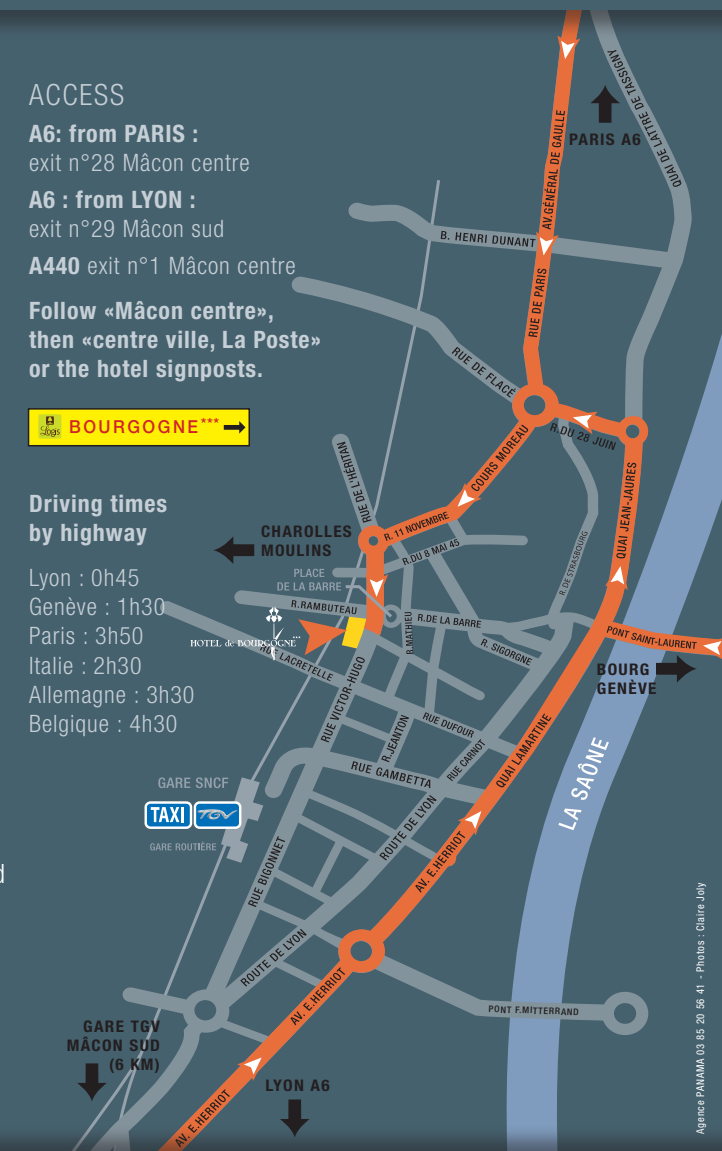 ACCESS
A6: from PARIS :
exit n°28 Mâcon centre
A6 : from LYON :
exit n°29 Mâcon sud
A440 exit n°1 Mâcon centre
Follow «Mâcon centre»,
then «centre ville, La Poste»
or the hotel signposts.
Logis
BOURGOGNE***
Driving times
by highway
Lyon : 0h45
Genève : 1h30
Paris : 3h50
Italie : 2h30
Allemagne : 3h30
Belgique : 4h30
QUAI DE LATTRE DE TASSIGNY
PARIS A6
AV.GÉNÉRAL DE GAULLE
B. HENRI DUNANT
RUE DE PARIS
RUE DE FLACÉ
R.DU 28 JUIN
COURS MOREAU
RUE DE L'HÉRITAN
R. 11 NOVEMBRE
QUAI JEAN-JAURES
CHAROLLES
MOULINS
R.DU 8 MAI 45
R. DE STRASBOURG
PLACE
DE LA BARRE
R.RAMBUTEAU
R.MATHIEU
R.DE LA BARRE
HOTEL de BOURGOGNE***
RUE LACRETELLE
R. SIGORGNE
PONT SAINT-LAURENT
BOURG
GENÈVE
RUE VICTOR-HUGO
R.JEANTON
RUE DUFOUR
RUE CARNOT
QUAI LAMARTINE
RUE GAMBETTA
LA SAÔNE
GARE SNCF
TAXI
TGV
GARE ROUTIÈRE
ROUTE DE LYON
AV. E.HERRIOT
RUE BIGONNET
d
ROUTE DE LYON
AV. E.HERRIOT
PONT F.MITTERRAND
GARE TGV
MÂCON SUD
(6 KM)
LYON A6
AV. E.HERRIOT
Agence PANAMA 03 85 20 56 41 - Photos : Claire Joly